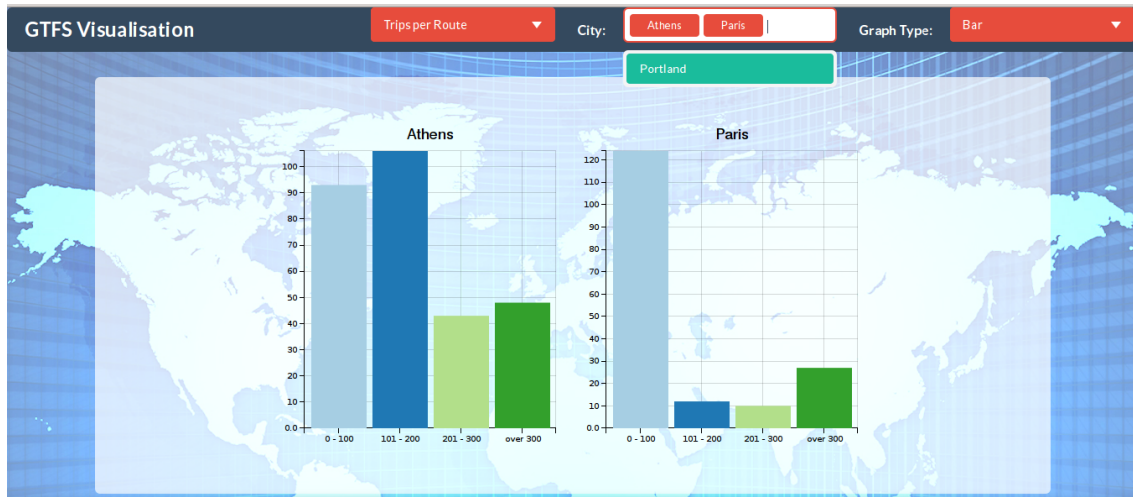 GTFS Visualisation
Trips per Route
City:
Athens
Paris
Graph Type:
Bar
Portland
Athens
100
90
80
70
60
50
40
30
20
10
0.0
0 - 100
101 - 200
201 - 300
over 300
Paris
120
110
100
90
80
70
60
50
40
30
20
10
0.0
0 - 100
101 - 200
201 - 300
over 300